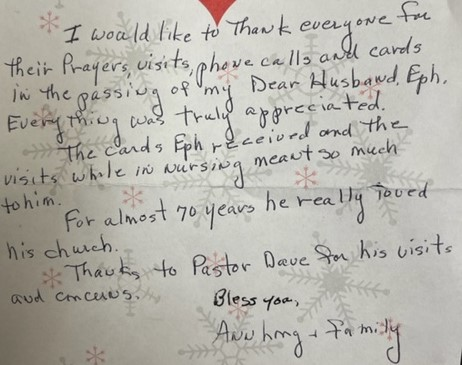 I would like to Thank everyone for
their Prayers, visits, phone calls and cards
in the passing of my Dear Husband, Eph.
Everything was truly appreciated.
The cards Eph received and the
visits while in nursing meant so much
to him.
For almost 70 years he really loved
his church.
Thanks to Pastor Dave for his visits
and concerns.
Bless you,
Ann + Family